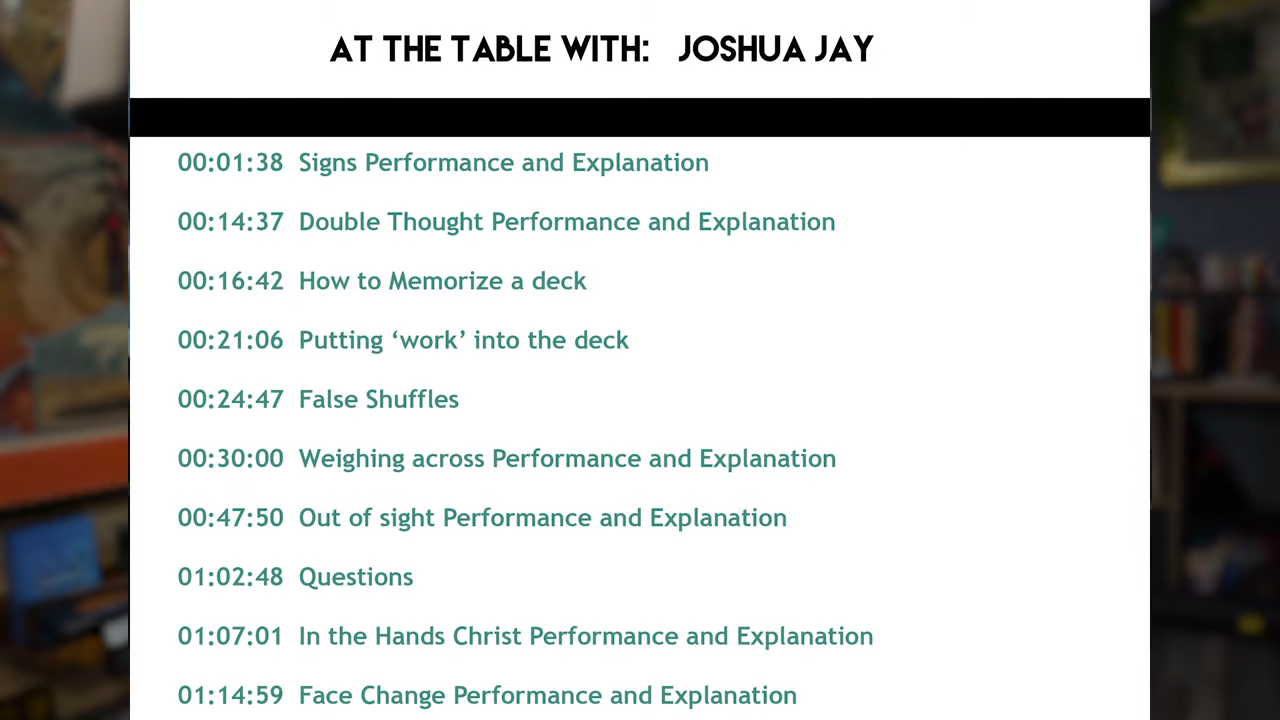 AT THE TABLE WITH: JOSHUA JAY
00:01:38 Signs Performance and Explanation
00:14:37 Double Thought Performance and Explanation
00:16:42 How to Memorize a deck
00:21:06 Putting ‘work’ into the deck
00:24:47 False Shuffles
00:30:00 Weighing across Performance and Explanation
00:47:50 Out of sight Performance and Explanation
01:02:48 Questions
01:07:01 In the Hands Christ Performance and Explanation
01:14:59 Face Change Performance and Explanation